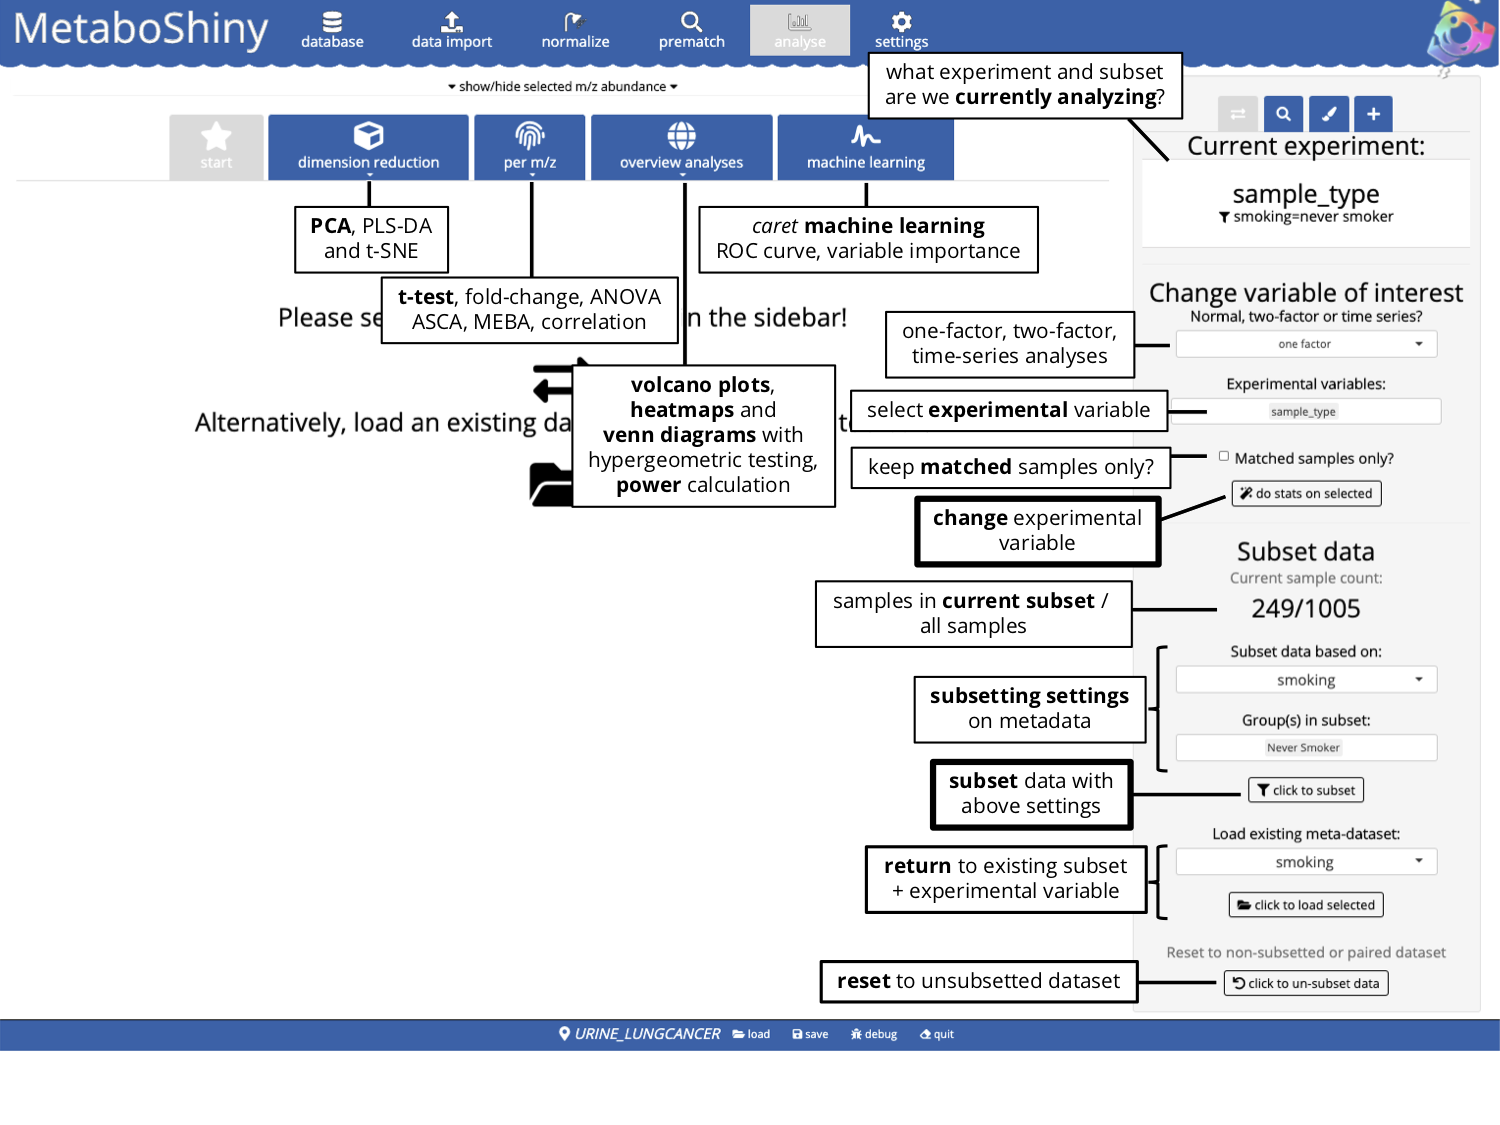 MetaboShiny
database
data import
normalize
prematch
analyse
settings
show/hide selected m/z abundance
what experiment and subset
are we currently analyzing?
start
dimension reduction
per m/z
overview analyses
machine learning
Current experiment:
sample_type
smoking=never smoker
PCA, PLS-DA
and t-SNE
caret machine learning
ROC curve, variable importance
t-test, fold-change, ANOVA
ASCA, MEBA, correlation
Please se
n the sidebar!
volcano plots,
heatmaps and
venn diagrams with
hypergeometric testing,
power calculation
Alternatively, load an existing da
Change variable of interest
Normal, two-factor or time series?
one-factor, two-factor,
time-series analyses
one factor
Experimental variables:
select experimental variable
sample_type
keep matched samples only?
Matched samples only?
do stats on selected
change experimental
variable
Subset data
Current sample count:
249/1005
samples in current subset /
all samples
Subset data based on:
smoking
subsetting settings
on metadata
Group(s) in subset:
Never Smoker
subset data with
above settings
click to subset
Load existing meta-dataset:
smoking
return to existing subset
+ experimental variable
click to load selected
Reset to non-subsetted or paired dataset
reset to unsubsetted dataset
click to un-subset data
URINE_LUNGCANCER
load
save
debug
quit